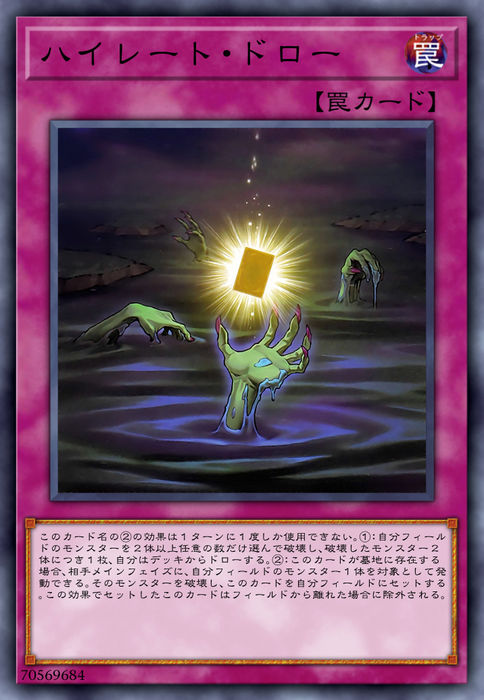 ハイレート・ドロー
トラップ
罠
【罠カード】
このカード名の②の効果は１ターンに１度しか使用できない。①：自分フィール
ドのモンスターを２体以上任意の数だけ選んで破壊し、破壊したモンスター２
体につき１枚、自分はデッキからドローする。②：このカードが墓地に存在する
場合、相手メインフェイズに、自分フィールドのモンスター１体を対象として発
動できる。そのモンスターを破壊し、このカードを自分フィールドにセットする
。この効果でセットしたこのカードはフィールドから離れた場合に除外される。
70569684